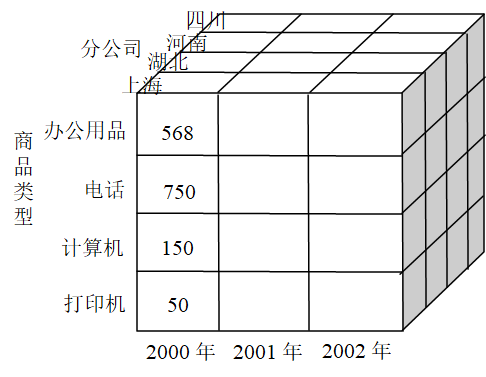 四川
河南
分公司
湖北
上海
商品类型
办公用品 568
电话 750
计算机 150
打印机 50
2000 年 2001 年 2002 年